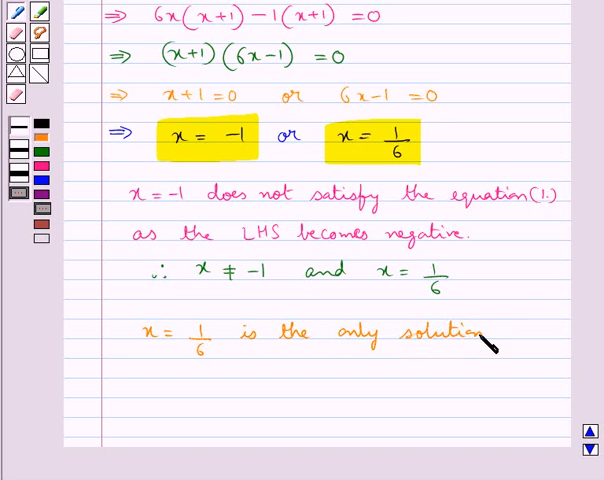 ⇒ 6x(x+1) −1(x+1) =0
⇒ (x+1) (6x−1) =0
⇒ x+1=0 or 6x−1 =0
⇒ x = −1 or x = 1/6
x=−1 does not satisfy the equation(1.)
as the LHS becomes negative.
∴ x ≠ −1 and x = 1/6
x = 1/6 is the only solution